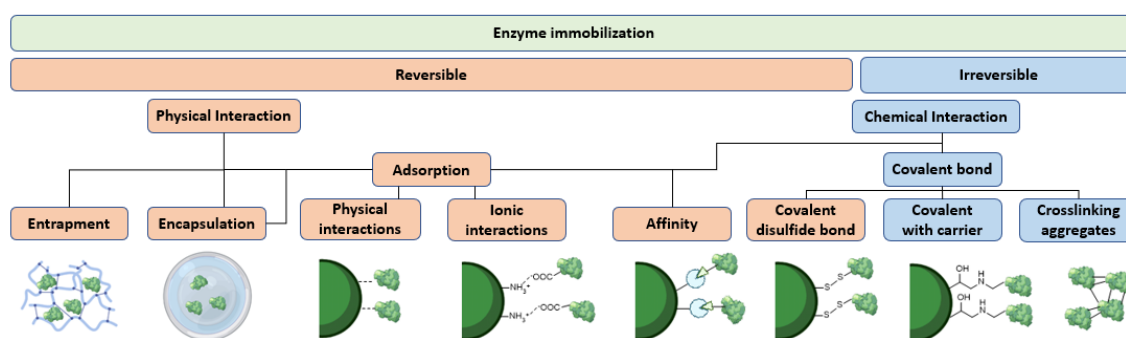 Enzyme immobilization
Reversible
Irreversible
Physical Interaction
Chemical Interaction
Adsorption
Covalent bond
Entrapment
Encapsulation
Physical
interactions
Ionic
interactions
Affinity
Covalent
disulfide bond
Covalent
with carrier
Crosslinking
aggregates
NH₃⁺
OOC
NH₃⁺
OOC
S
S
S
S
OH
H
N
OH
H
N